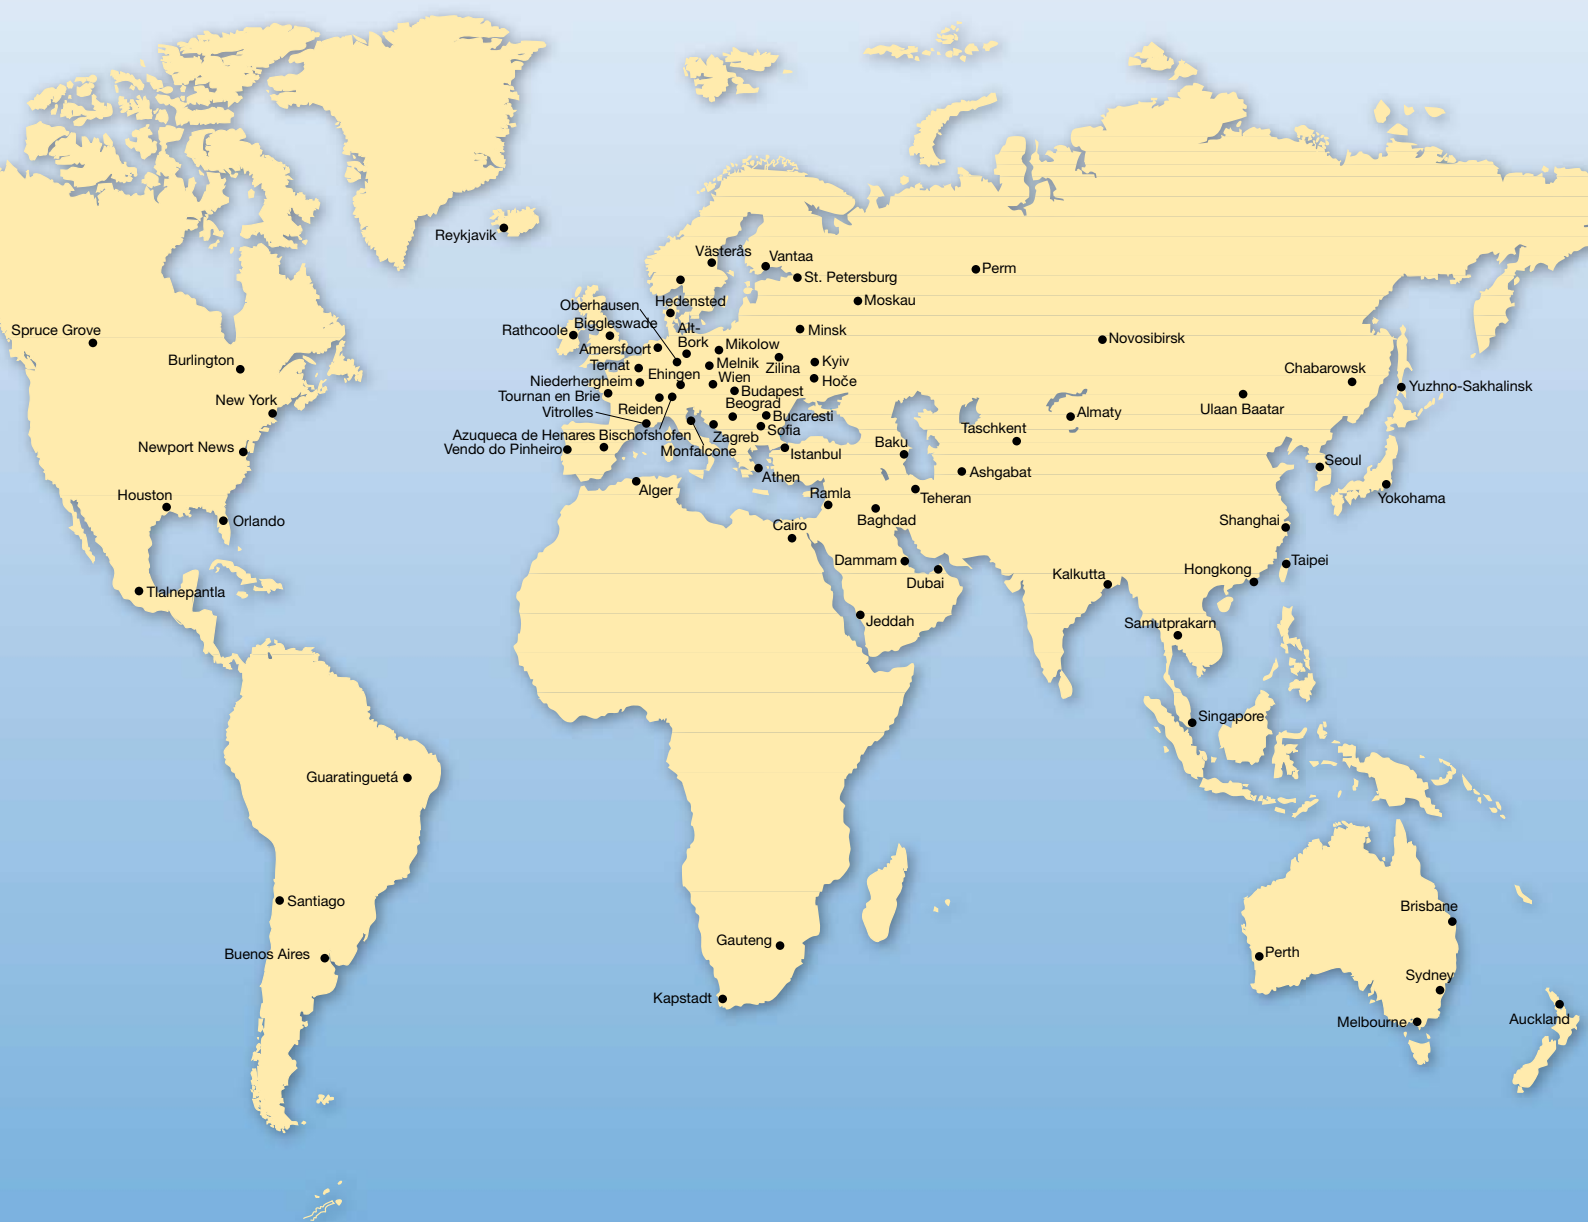 Reykjavik
Västerås
Vantaa
St. Petersburg
Perm
Moskau
Oberhausen
Hedensted
Spruce Grove
Rathcoole
Biggleswade
Alt-
Bork
Minsk
Novosibirsk
Burlington
Amersfoort
Mikolow
Ternat
Melnik
Zilina
Kyiv
Chabarowsk
Niederhergheim
Ehingen
Wien
Hoče
Yuzhno-Sakhalinsk
Tournan en Brie
Budapest
New York
Vitrolles
Reiden
Beograd
Bucaresti
Almaty
Ulaan Baatar
Azuqueca de Henares
Bischofshofen
Zagreb
Sofia
Taschkent
Newport News
Vendo do Pinheiro
Monfalcone
Istanbul
Baku
Seoul
Athen
Ashgabat
Houston
Alger
Ramla
Teheran
Yokohama
Orlando
Cairo
Baghdad
Shanghai
Dammam
Taipei
Tlalnepantla
Dubai
Kalkutta
Hongkong
Jeddah
Samutprakarn
Singapore
Guaratinguetá
Santiago
Brisbane
Buenos Aires
Gauteng
Perth
Sydney
Kapstadt
Melbourne
Auckland